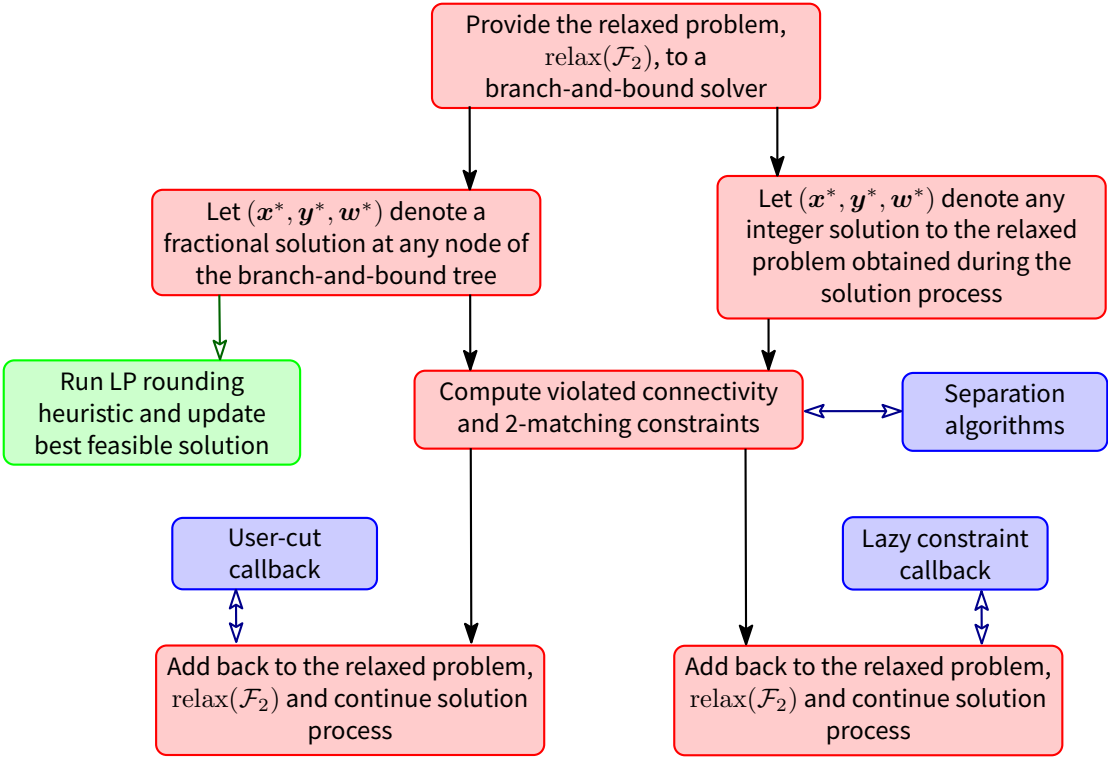 Provide the relaxed problem,
relax(ℱ₂), to a
branch-and-bound solver
Let (x*, y*, w*) denote a
fractional solution at any node of
the branch-and-bound tree
Let (x*, y*, w*) denote any
integer solution to the relaxed
problem obtained during the
solution process
Run LP rounding
heuristic and update
best feasible solution
Compute violated connectivity
and 2-matching constraints
Separation
algorithms
User-cut
callback
Lazy constraint
callback
Add back to the relaxed problem,
relax(ℱ₂) and continue solution
process
Add back to the relaxed problem,
relax(ℱ₂) and continue solution
process